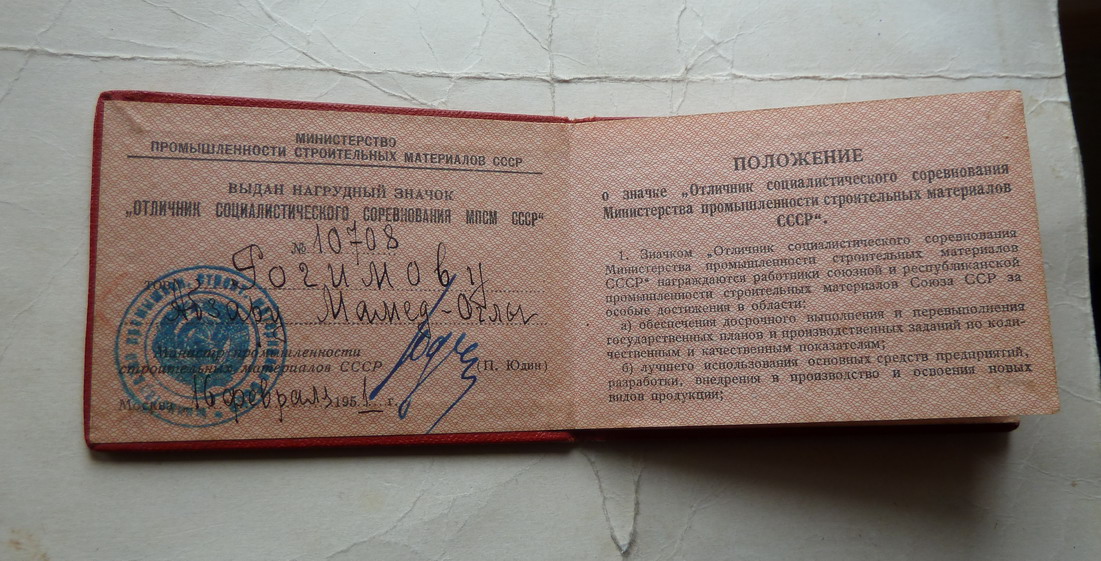 МИНИСТЕРСТВО
ПРОМЫШЛЕННОСТИ СТРОИТЕЛЬНЫХ МАТЕРИАЛОВ СССР
ВЫДАН НАГРУДНЫЙ ЗНАЧОК
„ОТЛИЧНИК СОЦИАЛИСТИЧЕСКОГО СОРЕВНОВАНИЯ МПСМ СССР“
№ 10708
Рогимову
Мамед-Оглы
Министр промышленности
строительных материалов СССР
(П. Юдин)
Москва 16 февраля 1951 г.
ПОЛОЖЕНИЕ
о значке „Отличник социалистического соревнования
Министерства промышленности строительных материалов
СССР“.
1. Значком „Отличник социалистического соревнования
Министерства промышленности строительных материалов
СССР“ награждаются работники союзной и республиканской
промышленности строительных материалов Союза ССР за
особые достижения в области:
а) обеспечения досрочного выполнения и перевыполнения
государственных планов и производственных заданий по коли-
чественным и качественным показателям;
б) лучшего использования основных средств предприятий,
разработки, внедрения в производство и освоения новых
видов продукции;